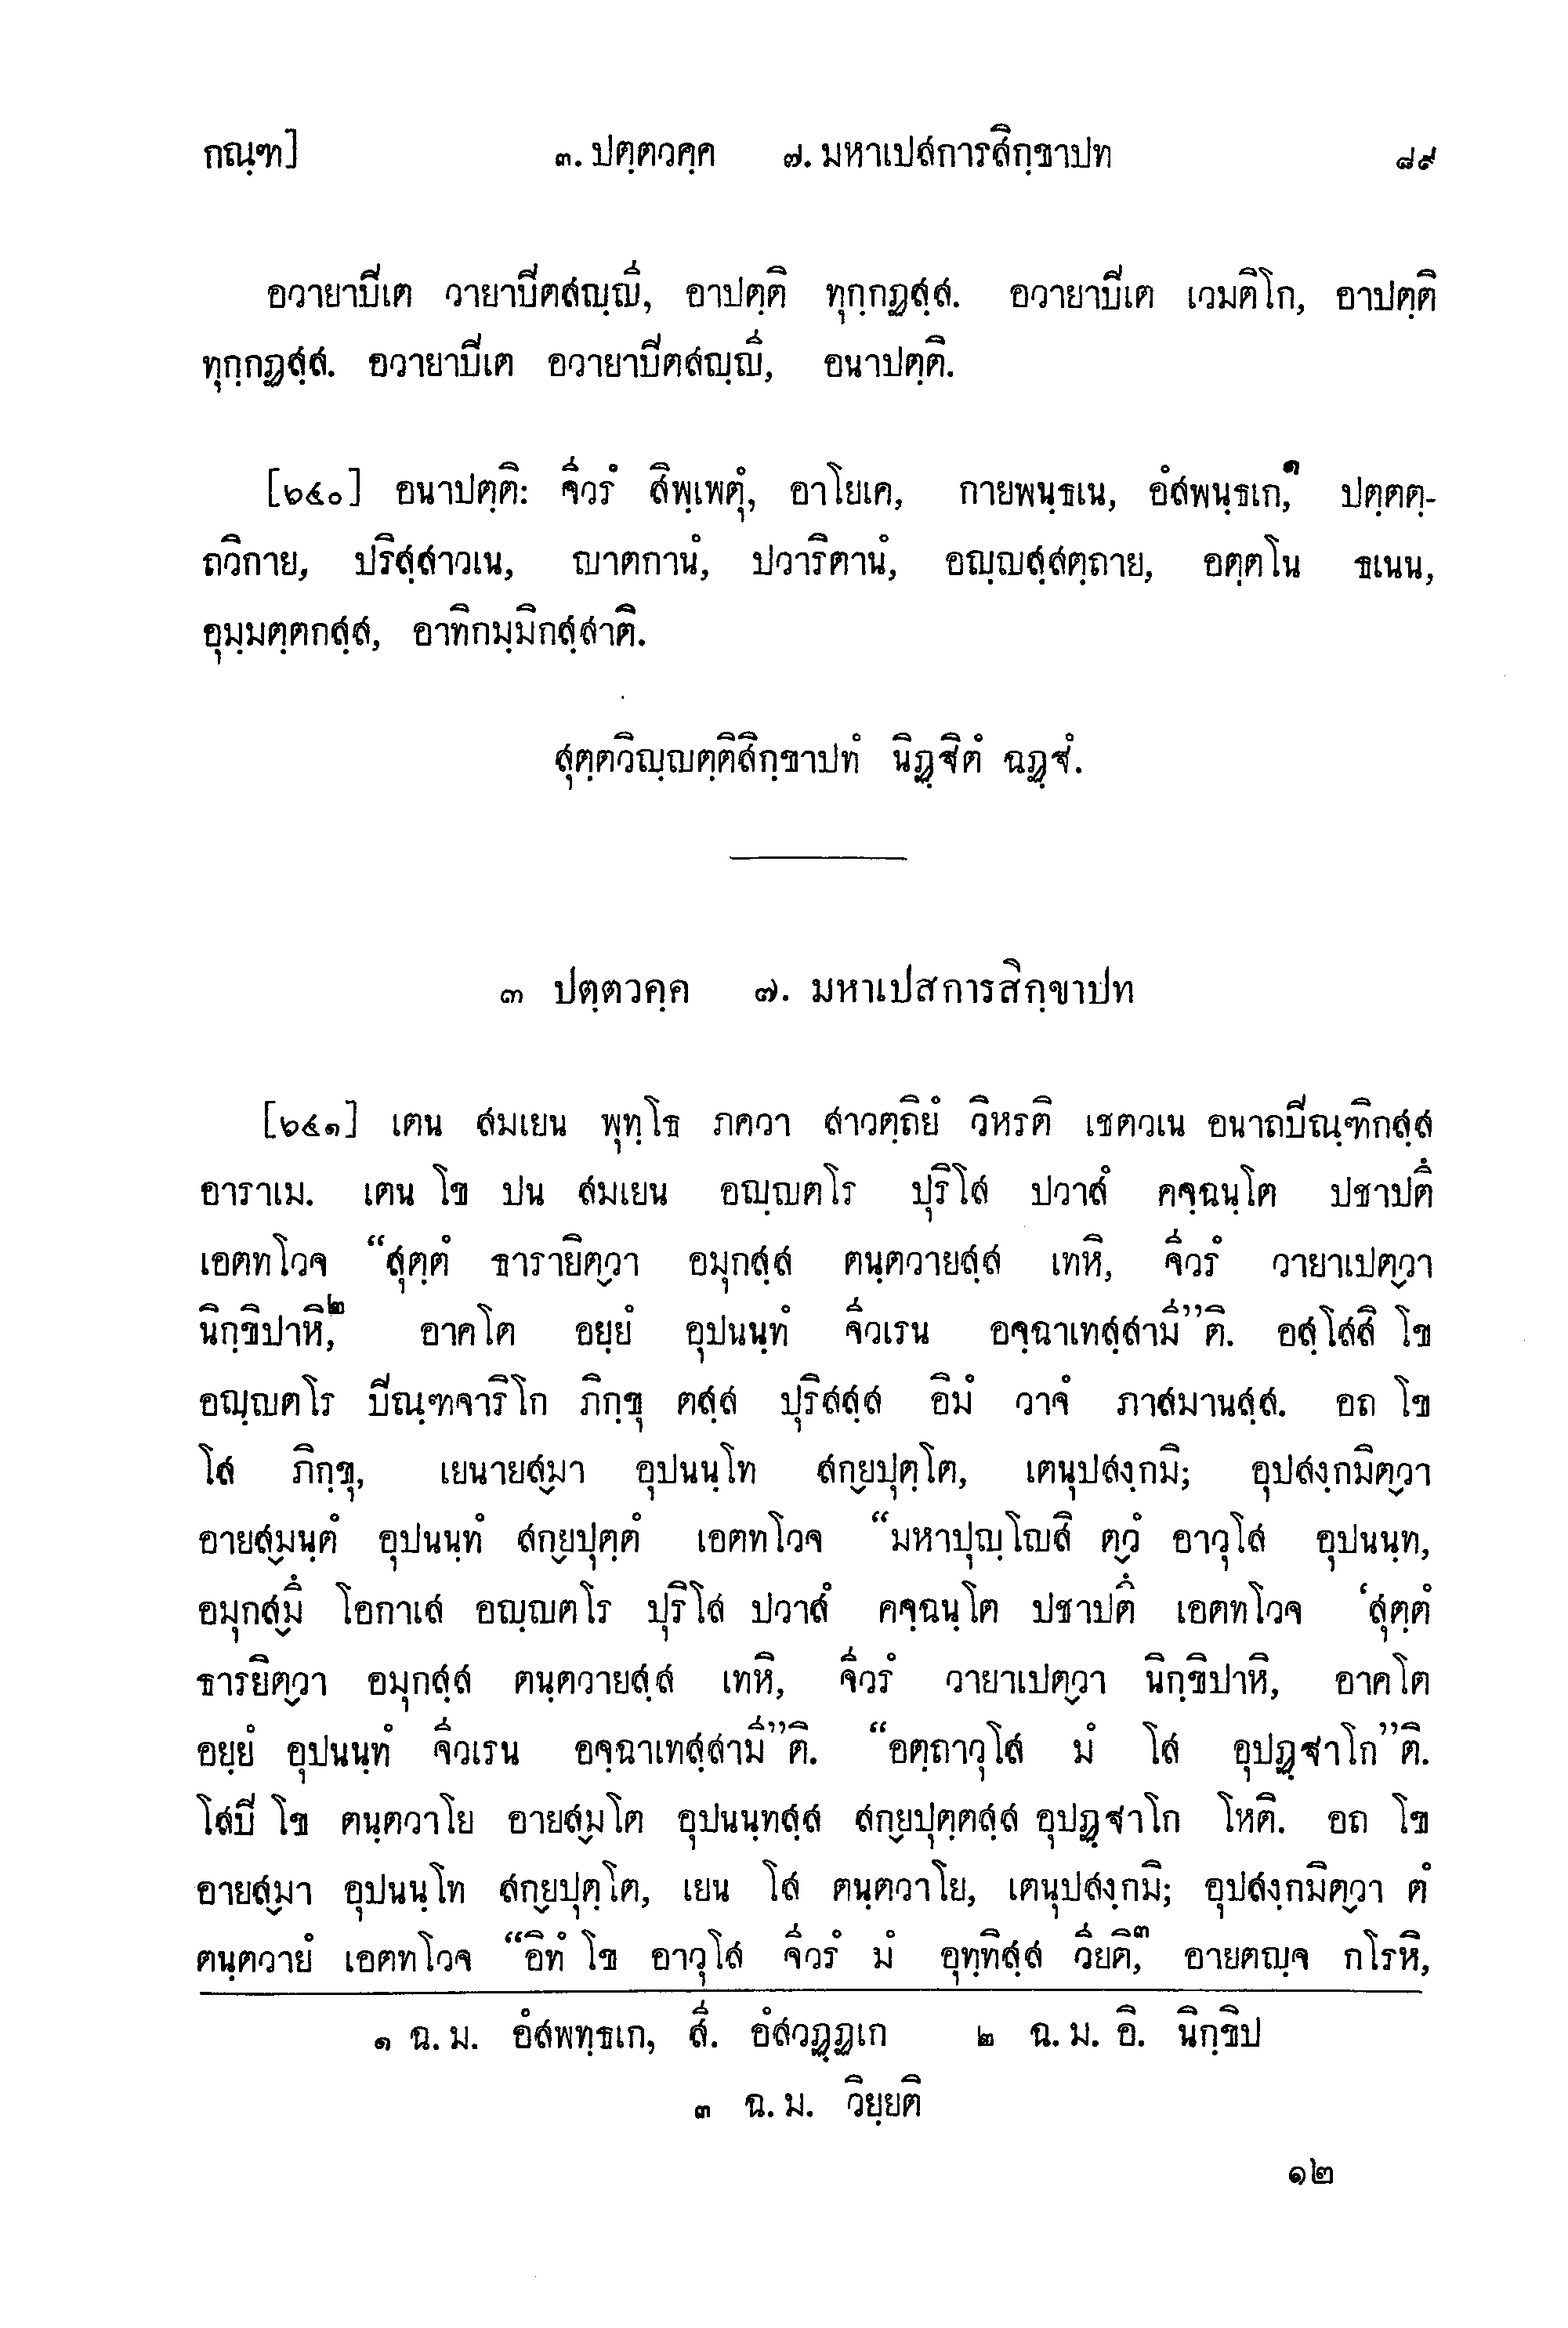 กณฺฑ]	๓. ปตฺตวคฺค	๗. มหาเปสการสิกฺขาปท	๘๙
อวายาปิเต วายาปิตสญฺญี, อาปตฺติ ทุกฺกฏสฺส. อวายาปิเต เวมติโก, อาปตฺติ
ทุกฺกฏสฺส. อวายาปิเต อวายาปิตสญฺญี, อนาปตฺติ.
[๖๔๐] อนาปตฺติ: จีวรํ สิพฺเพตุํ, อาโยเค, กายพนฺธเน, อํสพนฺธเก,๑ ปตฺตตฺ-
ถวิกาย, ปริสฺสาวเน, ญาตกานํ, ปวาริตานํ, อญฺญสฺสตฺถาย, อตฺตโน ธเนน,
อุมฺมตฺตกสฺส, อาทิกมฺมิกสฺสาติ.
สุตฺตวิญฺญตฺติสิกฺขาปทํ นิฏฺฐิตํ ฉฏฺฐํ.
๓ ปตฺตวคฺค ๗. มหาเปสการสิกฺขาปท
[๖๔๑] เตน สมเยน พุทฺโธ ภควา สาวตฺถิยํ วิหรติ เชตวเน อนาถปิณฺฑิกสฺส
อาราเม. เตน โข ปน สมเยน อญฺญตโร ปุริโส ปวาสํ คจฺฉนฺโต ปชาปตึ
เอตทโวจ “สุตฺตํ ธารายิตฺวา อมุกสฺส ตนฺตวายสฺส เทหิ, จีวรํ วายาเปตฺวา
นิกฺขิปาหิ,๒ อาคโต อยฺยํ อุปนนฺทํ จีวเรน อจฺฉาเทสฺสามี”ติ. อสฺโสสิ โข
อญฺญตโร ปิณฺฑจาริโก ภิกฺขุ ตสฺส ปุริสสฺส อิมํ วาจํ ภาสมานสฺส. อถ โข
โส ภิกฺขุ, เยนายสฺมา อุปนนฺโท สกฺยปุตฺโต, เตนุปสงฺกมิ; อุปสงฺกมิตฺวา
อายสฺมนฺตํ อุปนนฺทํ สกฺยปุตฺตํ เอตทโวจ “มหาปุญฺโญสิ ตฺวํ อาวุโส อุปนนฺท,
อมุกสฺมึ โอกาเส อญฺญตโร ปุริโส ปวาสํ คจฺฉนฺโต ปชาปตึ เอตทโวจ ‘สุตฺตํ
ธารยิตฺวา อมุกสฺส ตนฺตวายสฺส เทหิ, จีวรํ วายาเปตฺวา นิกฺขิปาหิ, อาคโต
อยฺยํ อุปนนฺทํ จีวเรน อจฺฉาเทสฺสามี”ติ. “อตฺถาวุโส มํ โส อุปฏฺฐาโก”ติ.
โสปิ โข ตนฺตวาโย อายสฺมโต อุปนนฺทสฺส สกฺยปุตฺตสฺส อุปฏฺฐาโก โหติ. อถ โข
อายสฺมา อุปนนฺโท สกฺยปุตฺโต, เยน โส ตนฺตวาโย, เตนุปสงฺกมิ; อุปสงฺกมิตฺวา ตํ
ตนฺตวายํ เอตทโวจ “อิทํ โข อาวุโส จีวรํ มํ อุทฺทิสฺส วียติ,๓ อายตญฺจ กโรหิ,
๑ ฉ. ม. อํสพทฺธเก, สี. อํสวฏฺฏเก ๒ ฉ. ม. อิ. นิกฺขิป
๓ ฉ. ม. วิยฺยติ
๑๒